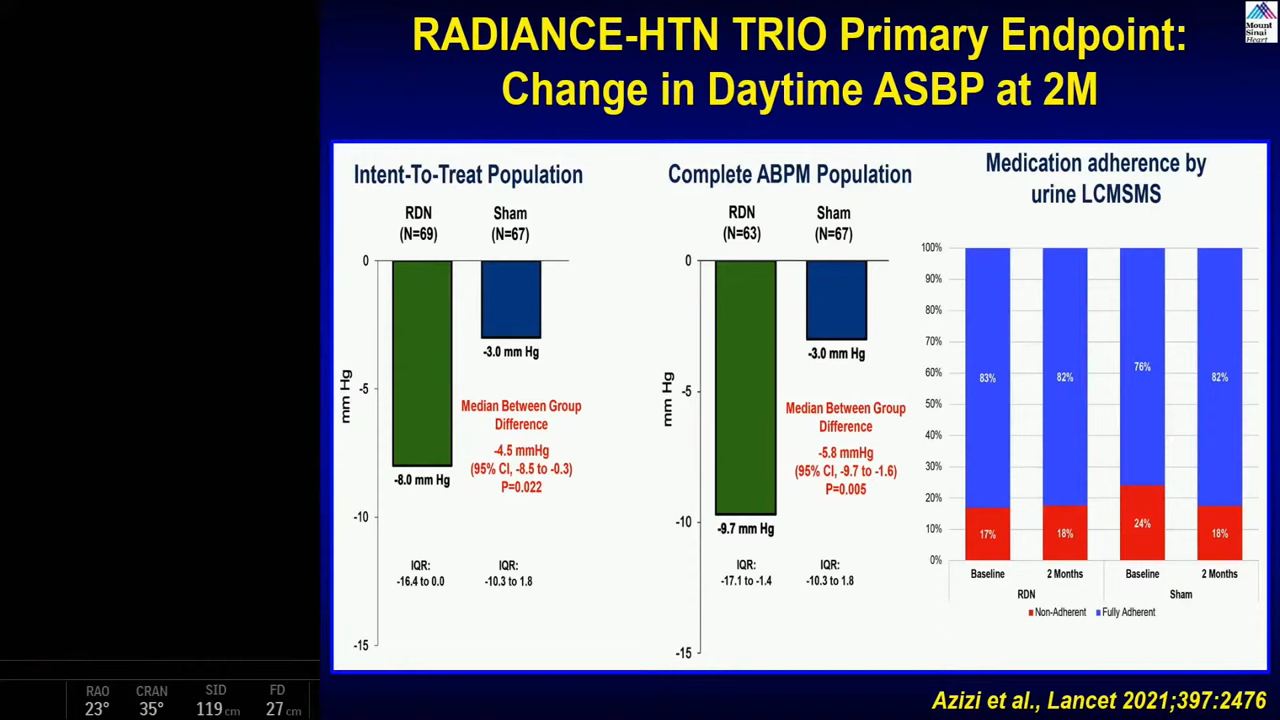 RADIANCE-HTN TRIO Primary Endpoint:
Change in Daytime ASBP at 2M
Mount
Sinai
Heart
Intent-To-Treat Population
RDN
(N=69)
Sham
(N=67)
0
-5
-10
-15
mm Hg
-8.0 mm Hg
-3.0 mm Hg
Median Between Group
Difference
-4.5 mmHg
(95% CI, -8.5 to -0.3)
P=0.022
IQR:
-16.4 to 0.0
IQR:
-10.3 to 1.8
Complete ABPM Population
RDN
(N=63)
Sham
(N=67)
0
-5
-10
-15
mm Hg
-9.7 mm Hg
-3.0 mm Hg
Median Between Group
Difference
-5.8 mmHg
(95% CI, -9.7 to -1.6)
P=0.005
IQR:
-17.1 to -1.4
IQR:
-10.3 to 1.8
Medication adherence by
urine LCMSMS
100%
90%
80%
70%
60%
50%
40%
30%
20%
10%
0%
83%
82%
76%
82%
17%
18%
24%
18%
Baseline
2 Months
Baseline
2 Months
RDN
Sham
Non-Adherent
Fully Adherent
RAO
23°
CRAN
35°
SID
119 cm
FD
27 cm
Azizi et al., Lancet 2021;397:2476